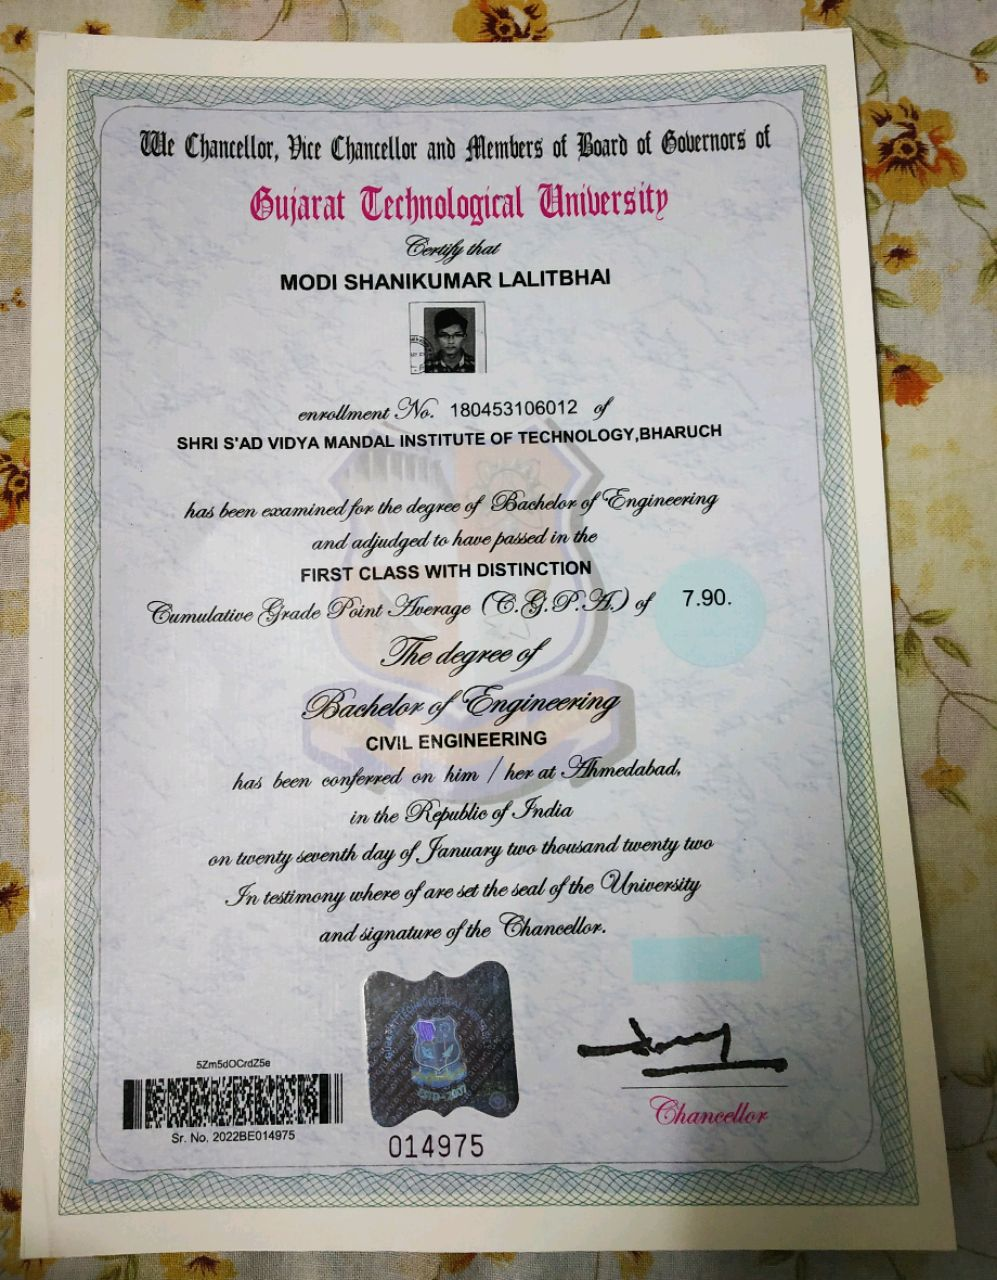 We Chancellor, Vice Chancellor and Members of Board of Governors of
Gujarat Technological University
Certify that
MODI SHANIKUMAR LALITBHAI
enrollment No. 180453106012 of
SHRI S'AD VIDYA MANDAL INSTITUTE OF TECHNOLOGY,BHARUCH
has been examined for the degree of Bachelor of Engineering
and adjudged to have passed in the
FIRST CLASS WITH DISTINCTION
Cumulative Grade Point Average (C.G.P.A.) of 7.90.
The degree of
Bachelor of Engineering
CIVIL ENGINEERING
has been conferred on him / her at Ahmedabad,
in the Republic of India
on twenty seventh day of January two thousand twenty two
In testimony where of are set the seal of the University
and signature of the Chancellor.
5Zm5dOCrdZ5e
Sr. No. 2022BE014975
014975
Chancellor